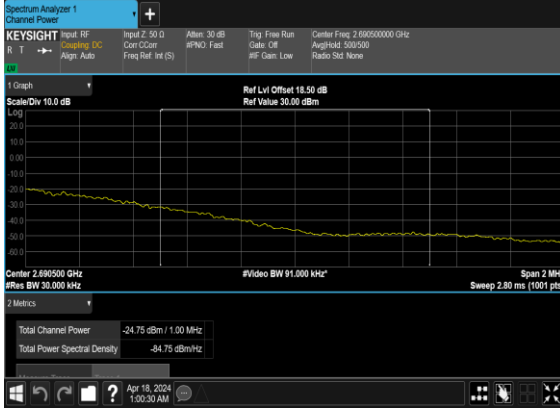 Spectrum Analyzer 1
Channel Power
+
KEYSIGHT Input: RF Input Z: 50 Ω Atten: 30 dB Trig: Free Run Center Freq: 2.690500000 GHz
R T Coupling: DC Corr CCorr #PNO: Fast Gate: Off Avg|Hold: 500/500
Align: Auto Freq Ref: Int (S) #IF Gain: Low Radio Std: None
1 Graph
Ref Lvl Offset 18.50 dB
Scale/Div 10.0 dB Ref Value 30.00 dBm
Log
20.0
10.0
0.00
-10.0
-20.0
-30.0
-40.0
-50.0
-60.0
Center 2.690500 GHz #Video BW 91.000 kHz* Span 2 MH
#Res BW 30.000 kHz Sweep 2.80 ms (1001 pts
2 Metrics
Total Channel Power -24.75 dBm / 1.00 MHz
Total Power Spectral Density -84.75 dBm/Hz
? Apr 18, 2024
1:00:30 AM